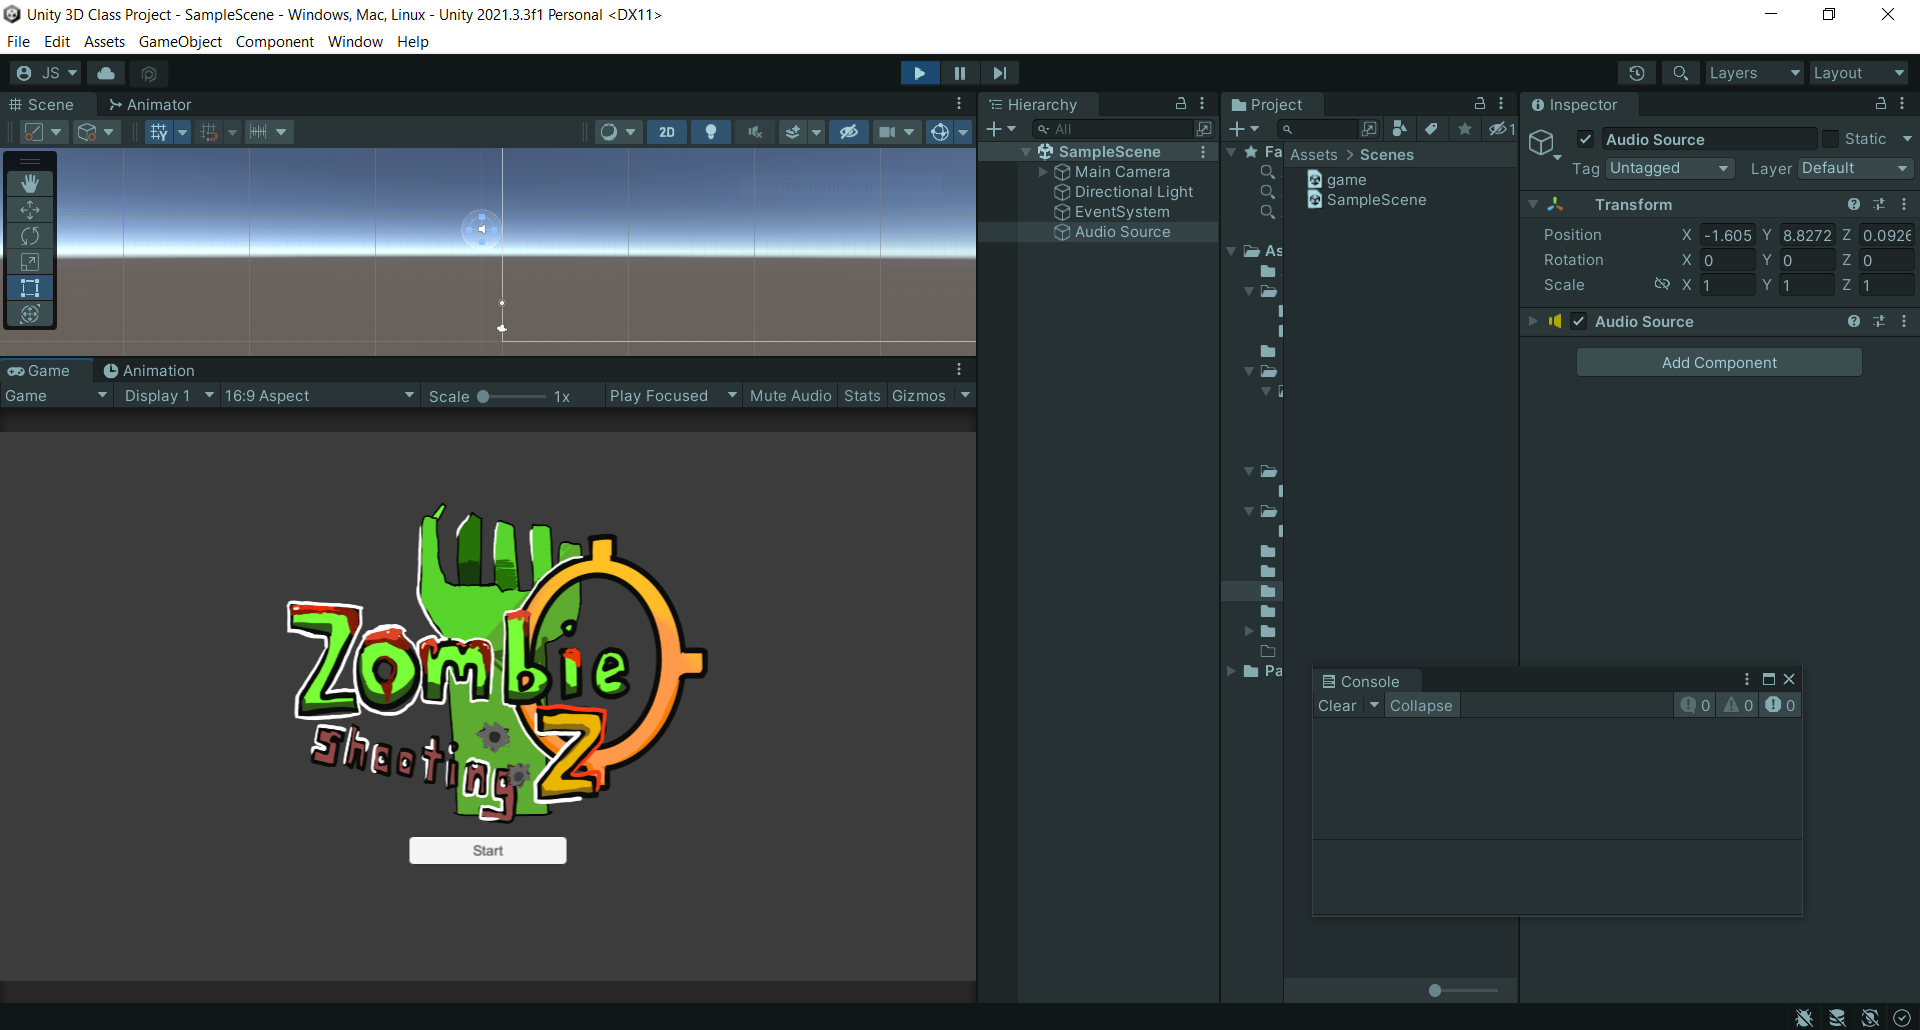 Unity 3D Class Project - SampleScene - Windows, Mac, Linux - Unity 2021.3.3f1 Personal <DX11>
File Edit Assets GameObject Component Window Help
JS Layers Layout
Scene Animator
2D
Game Animation
Game Display 1 16:9 Aspect Scale 1x Play Focused Mute Audio Stats Gizmos
Zombie
Shooting Z
Start
Hierarchy
All
SampleScene
Main Camera
Directional Light
EventSystem
Audio Source
Project
1
Fa
As
Pa
Assets > Scenes
game
SampleScene
Inspector
Audio Source Static
Tag Untagged Layer Default
Transform
Position X -1.605 Y 8.8272 Z 0.0926
Rotation X 0 Y 0 Z 0
Scale X 1 Y 1 Z 1
Audio Source
Add Component
Console
Clear Collapse 0 0 0